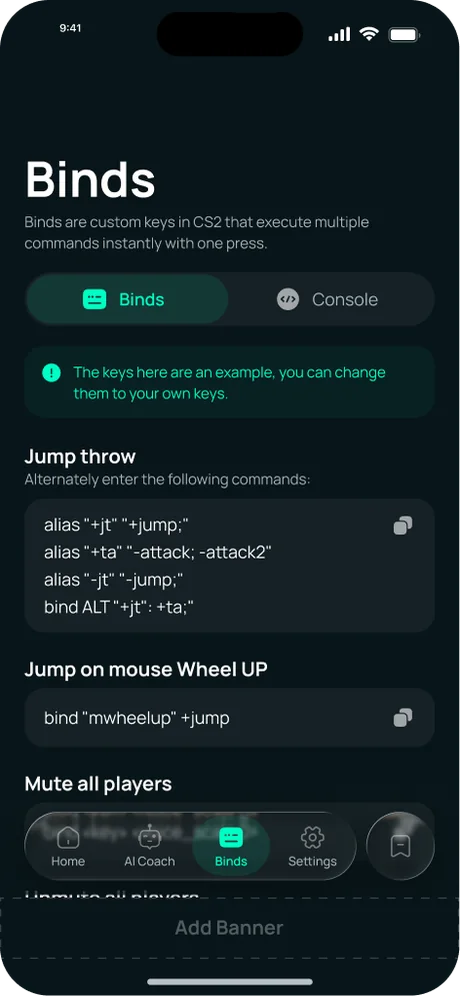 9:41
Binds
Binds are custom keys in CS2 that execute multiple
commands instantly with one press.
Binds
Console
The keys here are an example, you can change
them to your own keys.
Jump throw
Alternately enter the following commands:
alias "+jt" "+jump;"
alias "+ta" "-attack; -attack2"
alias "-jt" "-jump;"
bind ALT "+jt": +ta;"
Jump on mouse Wheel UP
bind "mwheelup" +jump
Mute all players
Home
AI Coach
Binds
Settings
Unmute all players
Add Banner